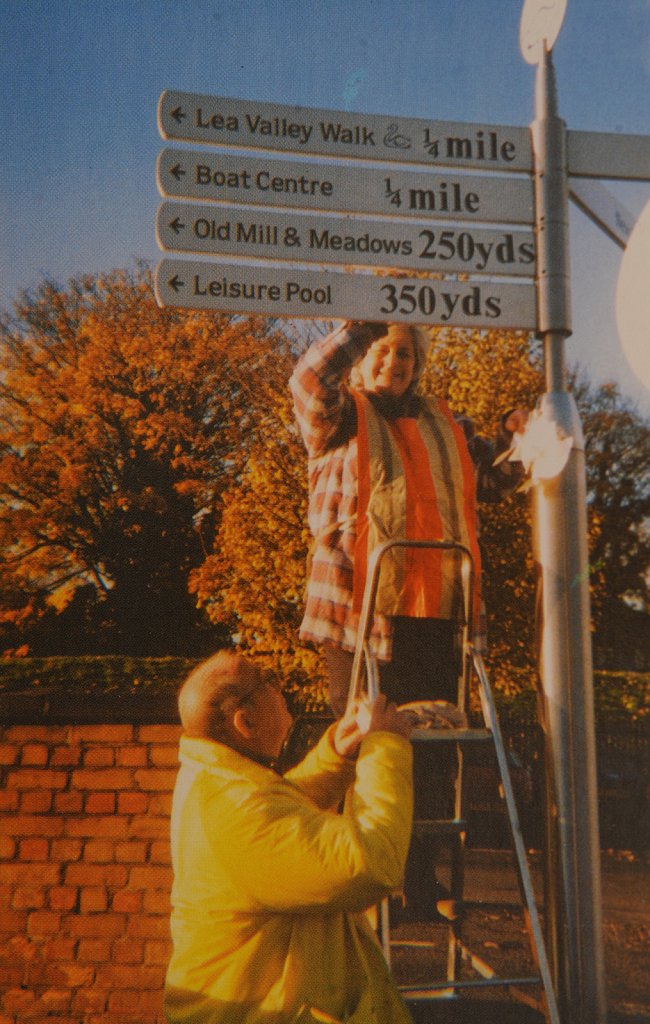 ← Lea Valley Walk ¼ mile
← Boat Centre ¼ mile
← Old Mill & Meadows 250yds
← Leisure Pool 350yds